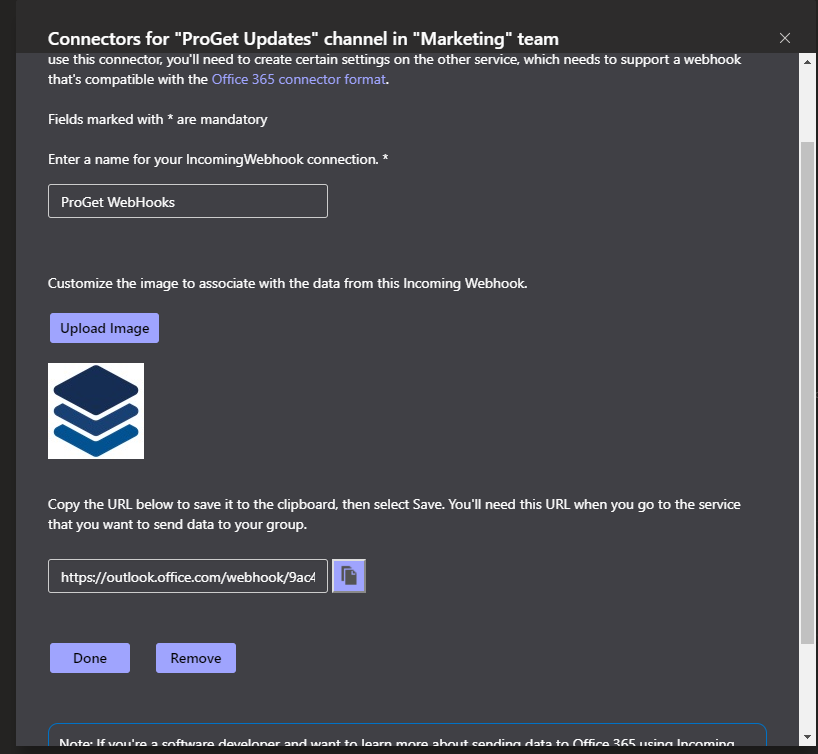 Connectors for "ProGet Updates" channel in "Marketing" team
use this connector, you'll need to create certain settings on the other service, which needs to support a webhook
that's compatible with the Office 365 connector format.
Fields marked with * are mandatory
Enter a name for your IncomingWebhook connection. *
ProGet WebHooks
Customize the image to associate with the data from this Incoming Webhook.
Upload Image
Copy the URL below to save it to the clipboard, then select Save. You'll need this URL when you go to the service
that you want to send data to your group.
https://outlook.office.com/webhook/9ac4
Done
Remove
Note: If you're a software developer and want to learn more about sending data to Office 365 using Incoming